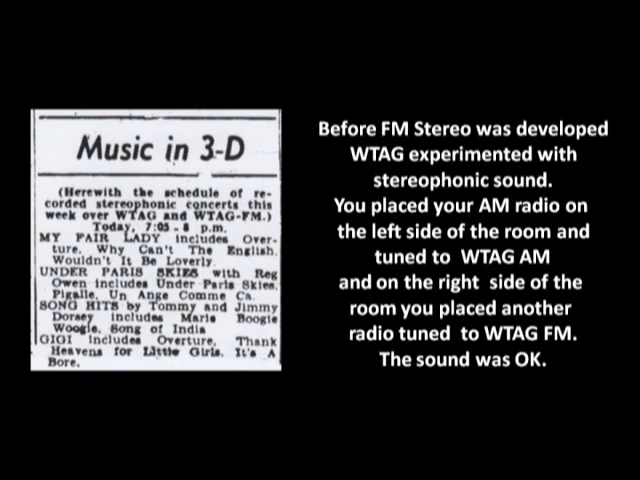 Music in 3-D
(Herewith the schedule of re-
corded stereophonic concerts this
week over WTAG and WTAG-FM.)
Today, 7:05 - 8 p.m.
MY FAIR LADY includes Over-
ture, Why Can't The English.
Wouldn't It Be Loverly.
UNDER PARIS SKIES with Reg
Owen includes Under Paris Skies,
Pigalle, Un Ange Comme Ca.
SONG HITS by Tommy and Jimmy
Dorsey includes Marie Boogie
Woogie, Song of India
GIGI includes Overture, Thank
Heavens for Little Girls, It's A
Bore.
Before FM Stereo was developed
WTAG experimented with
stereophonic sound.
You placed your AM radio on
the left side of the room and
tuned to WTAG AM
and on the right side of the
room you placed another
radio tuned to WTAG FM.
The sound was OK.